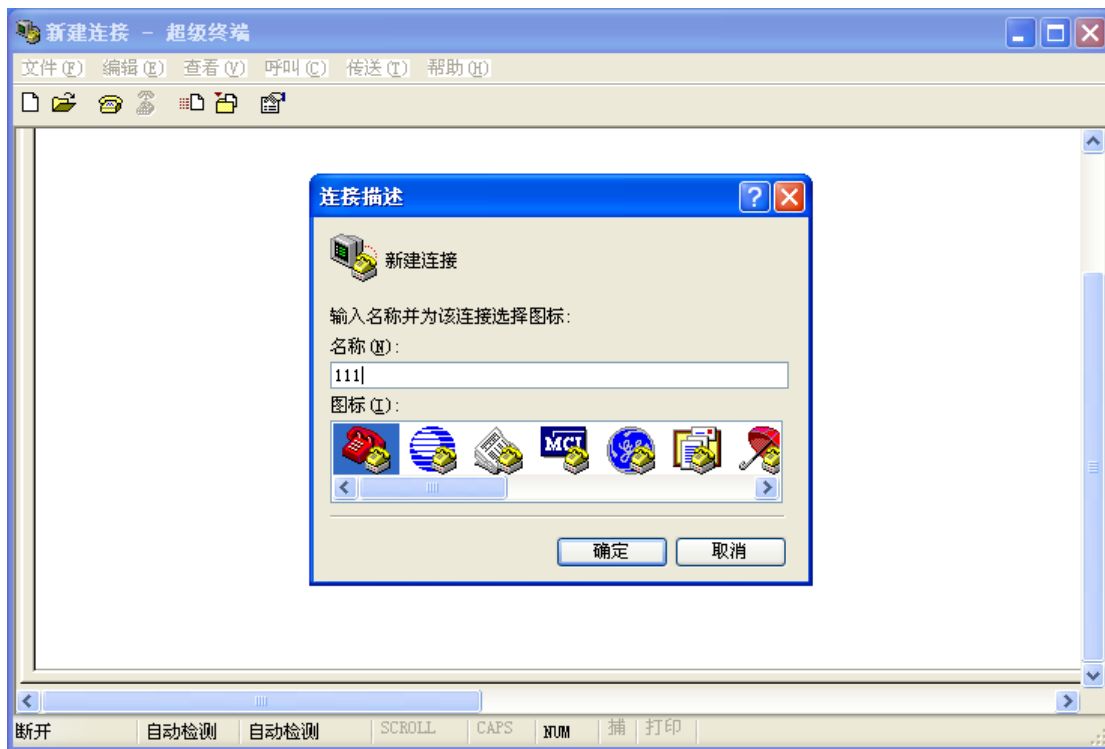 新建连接 - 超级终端
文件(F) 编辑(E) 查看(V) 呼叫(C) 传送(T) 帮助(H)
连接描述
新建连接
输入名称并为该连接选择图标:
名称(N):
111
图标(I):
MCI
确定 取消
断开 自动检测 自动检测 SCROLL CAPS NUM 捕 打印